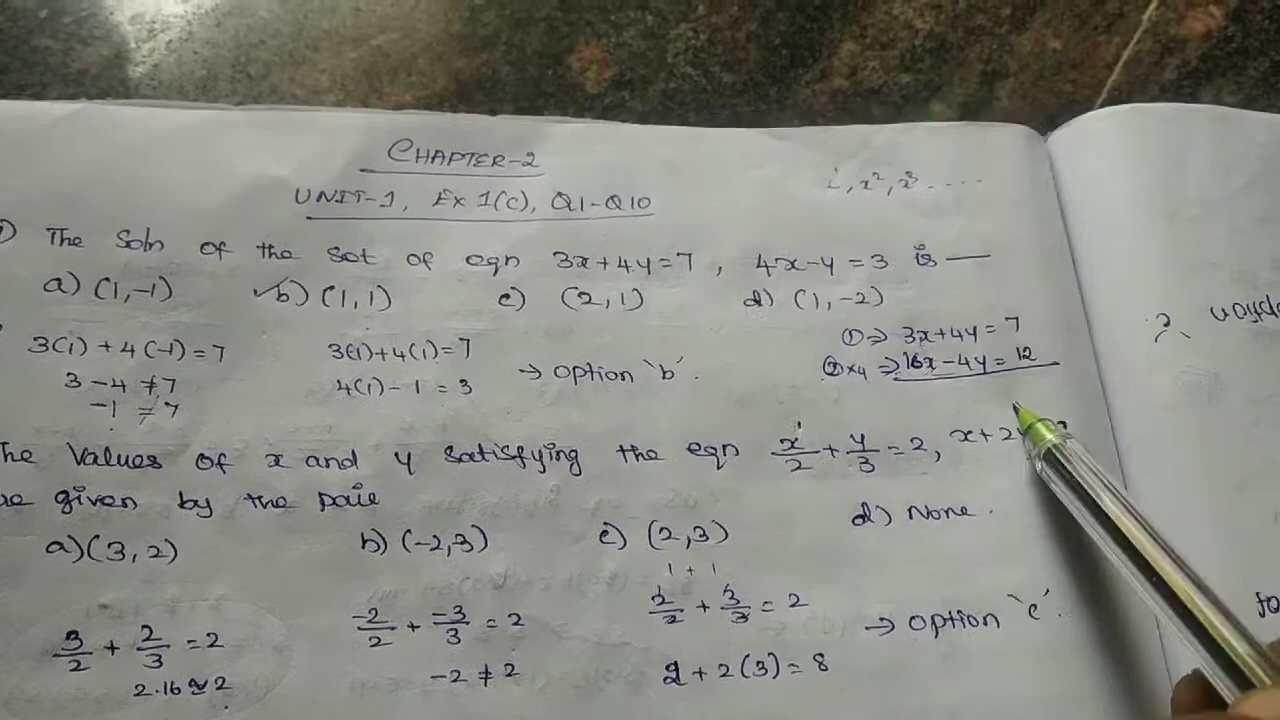 CHAPTER-2
i, x², x³ ....
UNIT-1, Ex 1(c), Q1-Q10
The Soln of the set of eqn 3x+4y=7, 4x-y=3 is —
a) (1,-1) b) (1,1) c) (2,1) d) (1,-2)
3(1)+4(-1)=7 3(1)+4(1)=7 ①⇒ 3x+4y=7
3-4≠7 4(1)-1=3 → option 'b'. ②×4 ⇒ 16x-4y=12
-1≠7
The Values of x and y satisfying the eqn x/2 + y/3 = 2, x+2
given by the pair
a) (3,2) b) (-2,3) c) (2,3) d) None.
1+1
3/2 + 2/3 = 2 -2/2 + -3/3 = 2 2/2 + 3/3 = 2 → option 'c'.
2.16≈2 -2≠2 2+2(3)=8